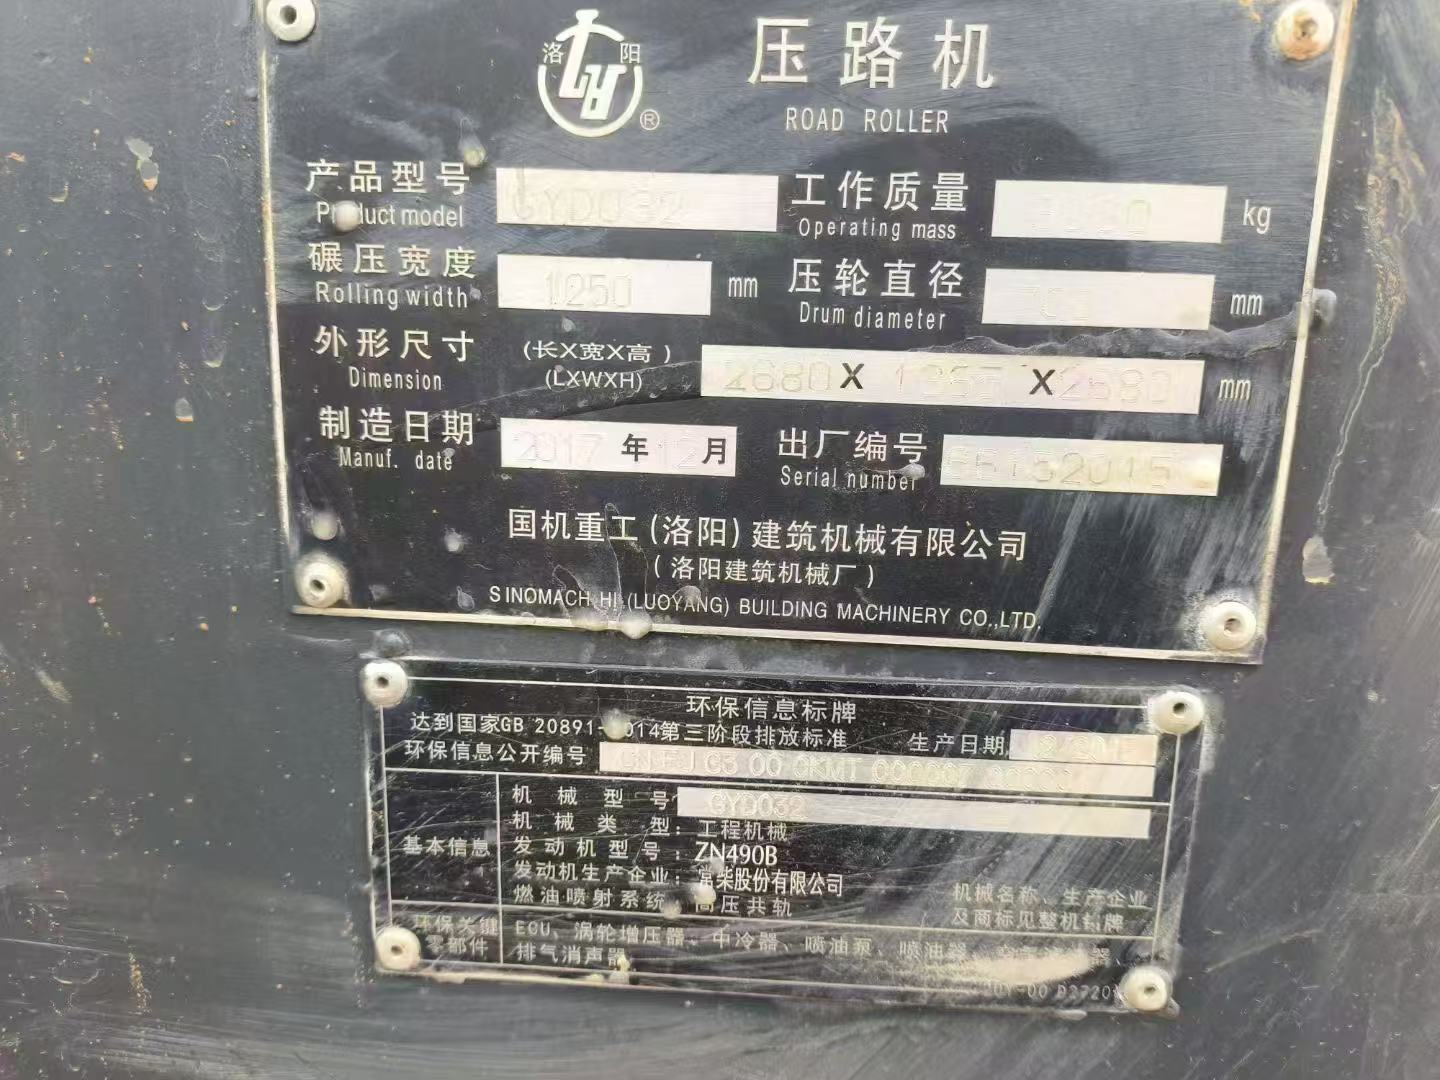 洛 阳 ® 压路机
ROAD ROLLER
产品型号 GYD032 工作质量 kg
Product model Operating mass
碾压宽度 1250 mm 压轮直径 mm
Rolling width Drum diameter
外形尺寸 (长X宽X高) 2680 X X 2680 mm
Dimension (LXWXH)
制造日期 2017 年 12 月 出厂编号
Manuf. date Serial number
国机重工(洛阳)建筑机械有限公司
(洛阳建筑机械厂)
SINOMACH HI (LUOYANG) BUILDING MACHINERY CO.,LTD.
环保信息标牌
达到国家GB 20891-2014第三阶段排放标准 生产日期
环保信息公开编号
机械型号 GYD032
机械类型：工程机械
基本信息 发动机型号：ZN490B
发动机生产企业：常柴股份有限公司
燃油喷射系统：高压共轨
机械名称、生产企业
及商标见整机铭牌
环保关键 ECU、涡轮增压器、中冷器、喷油泵、喷油器、
零部件 排气消声器